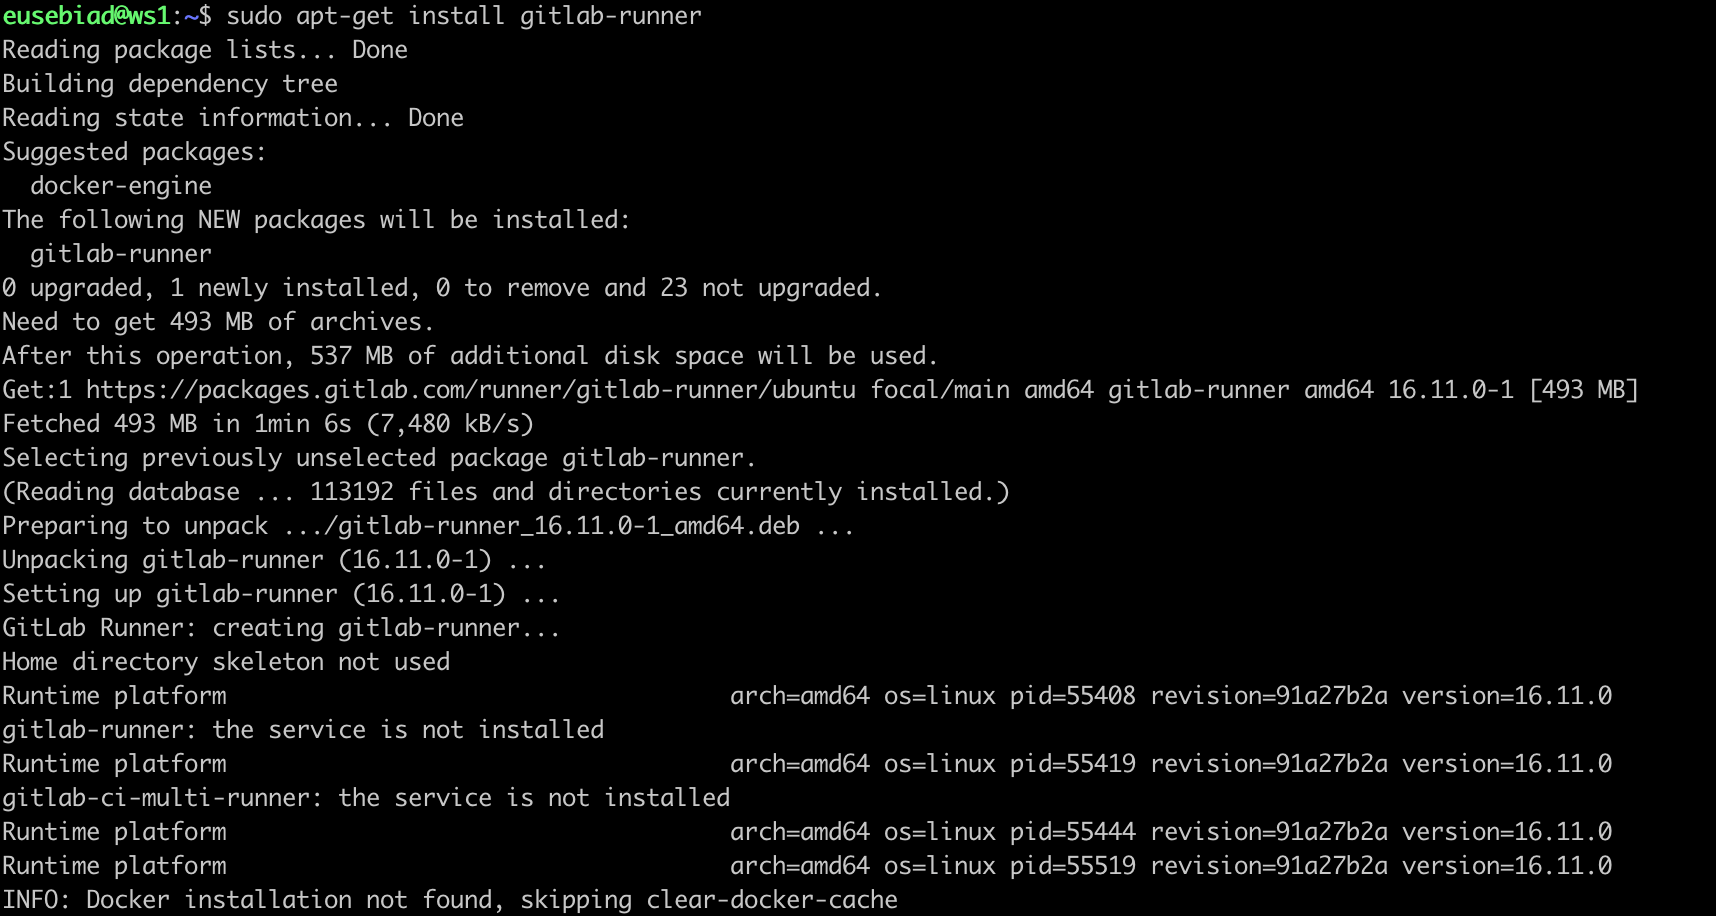 eusebiad@ws1:~$ sudo apt-get install gitlab-runner
Reading package lists... Done
Building dependency tree
Reading state information... Done
Suggested packages:
  docker-engine
The following NEW packages will be installed:
  gitlab-runner
0 upgraded, 1 newly installed, 0 to remove and 23 not upgraded.
Need to get 493 MB of archives.
After this operation, 537 MB of additional disk space will be used.
Get:1 https://packages.gitlab.com/runner/gitlab-runner/ubuntu focal/main amd64 gitlab-runner amd64 16.11.0-1 [493 MB]
Fetched 493 MB in 1min 6s (7,480 kB/s)
Selecting previously unselected package gitlab-runner.
(Reading database ... 113192 files and directories currently installed.)
Preparing to unpack .../gitlab-runner_16.11.0-1_amd64.deb ...
Unpacking gitlab-runner (16.11.0-1) ...
Setting up gitlab-runner (16.11.0-1) ...
GitLab Runner: creating gitlab-runner...
Home directory skeleton not used
Runtime platform                                    arch=amd64 os=linux pid=55408 revision=91a27b2a version=16.11.0
gitlab-runner: the service is not installed
Runtime platform                                    arch=amd64 os=linux pid=55419 revision=91a27b2a version=16.11.0
gitlab-ci-multi-runner: the service is not installed
Runtime platform                                    arch=amd64 os=linux pid=55444 revision=91a27b2a version=16.11.0
Runtime platform                                    arch=amd64 os=linux pid=55519 revision=91a27b2a version=16.11.0
INFO: Docker installation not found, skipping clear-docker-cache